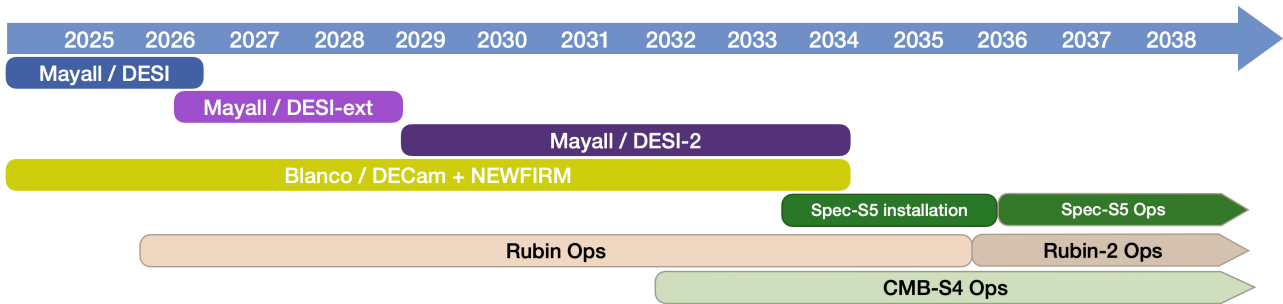 2025 2026 2027 2028 2029 2030 2031 2032 2033 2034 2035 2036 2037 2038
Mayall / DESI
Mayall / DESI-ext
Mayall / DESI-2
Blanco / DECam + NEWFIRM
Spec-S5 installation Spec-S5 Ops
Rubin Ops Rubin-2 Ops
CMB-S4 Ops